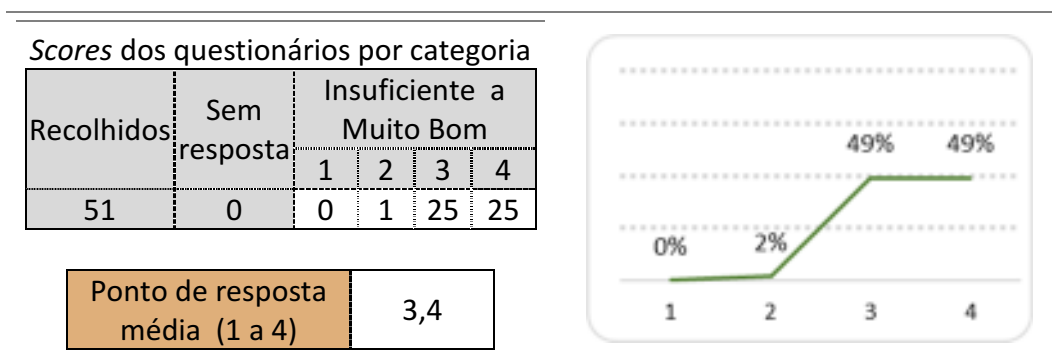 Scores dos questionários por categoria
Recolhidos Sem resposta Insuficiente a Muito Bom
1 2 3 4
51 0 0 1 25 25
Ponto de resposta
média (1 a 4) 3,4
49% 49%
0% 2%
1 2 3 4